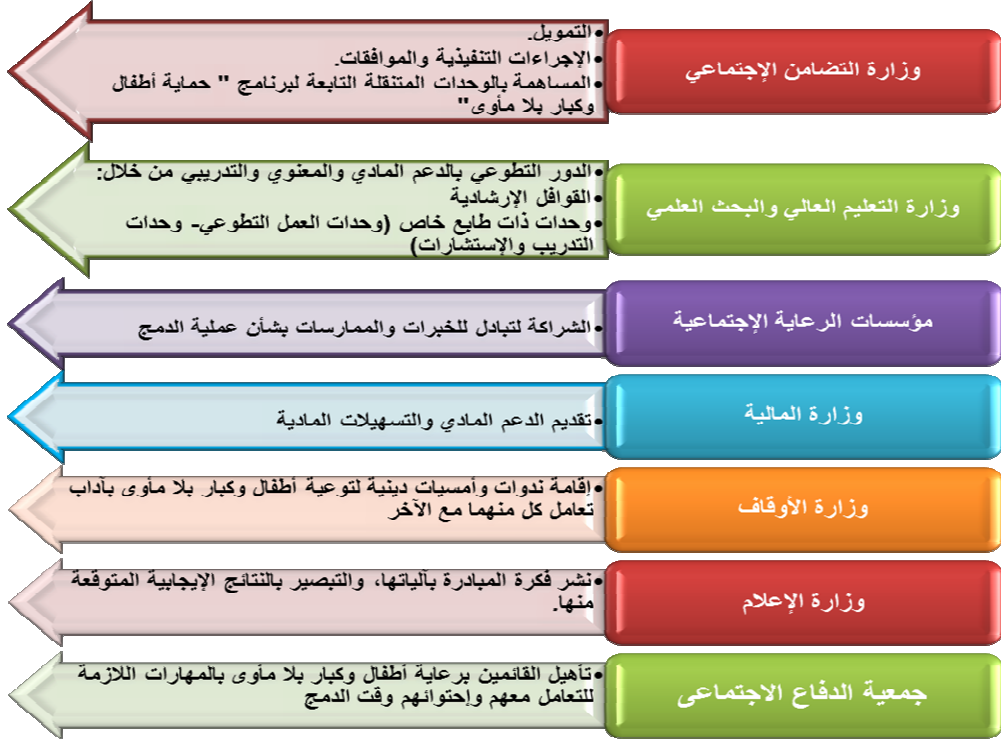 وزارة التضامن الإجتماعي
•التمويل.
•الإجراءات التنفيذية والموافقات.
•المساهمة بالوحدات المتنقلة التابعة لبرنامج " حماية أطفال
وكبار بلا مأوى"
وزارة التعليم العالي والبحث العلمي
•الدور التطوعي بالدعم المادي والمعنوي والتدريبي من خلال:
•القوافل الإرشادية
•وحدات ذات طابع خاص (وحدات العمل التطوعي- وحدات
التدريب والإستشارات)
مؤسسات الرعاية الإجتماعية
•الشراكة لتبادل للخبرات والممارسات بشأن عملية الدمج
وزارة المالية
•تقديم الدعم المادي والتسهيلات المادية
وزارة الأوقاف
•إقامة ندوات وأمسيات دينية لتوعية أطفال وكبار بلا مأوى بآداب
تعامل كل منهما مع الآخر
وزارة الإعلام
•نشر فكرة المبادرة بآلياتها، والتبصير بالنتائج الإيجابية المتوقعة
منها.
جمعية الدفاع الاجتماعى
•تأهيل القائمين برعاية أطفال وكبار بلا مأوى بالمهارات اللازمة
للتعامل معهم وإحتوائهم وقت الدمج